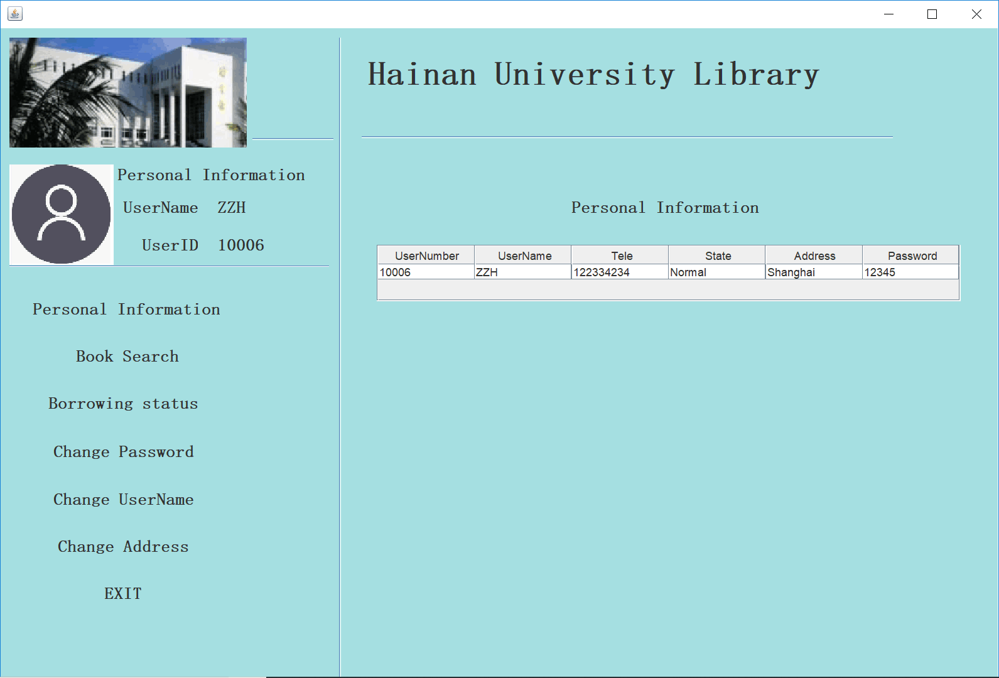 Hainan University Library
Personal Information
UserName ZZH
UserID 10006
Personal Information
Book Search
Borrowing status
Change Password
Change UserName
Change Address
EXIT
Personal Information
UserNumber UserName Tele State Address Password
10006 ZZH 122334234 Normal Shanghai 12345